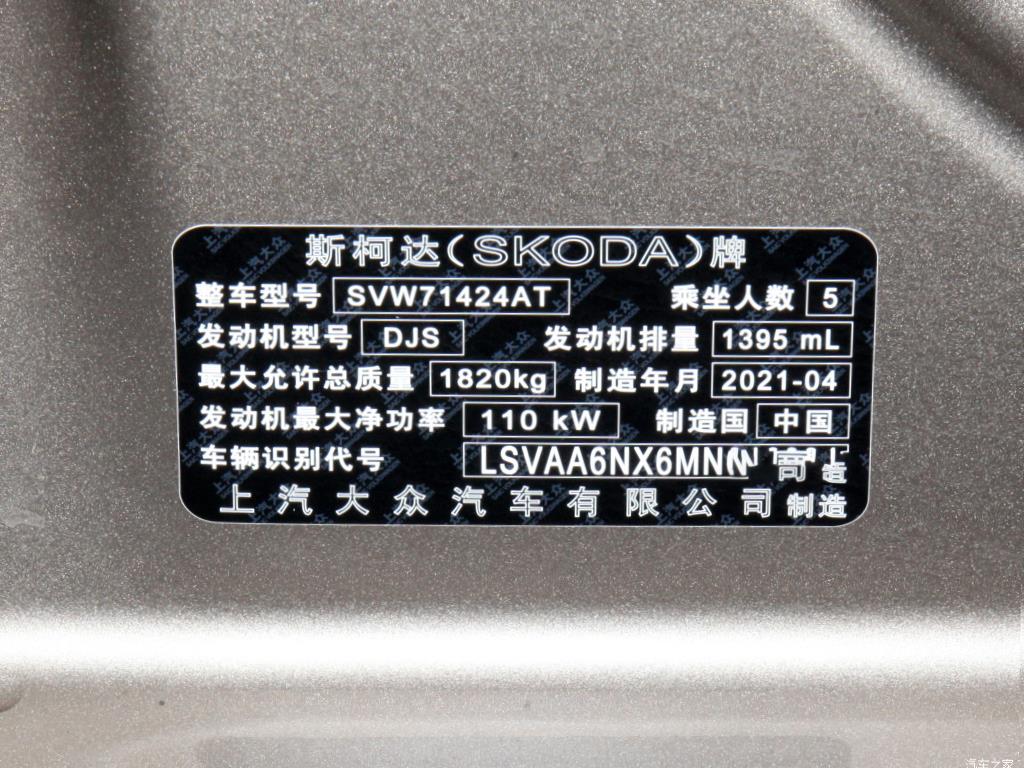 斯柯达(SKODA)牌
整车型号 SVW71424AT 乘坐人数 5
发动机型号 DJS 发动机排量 1395 mL
最大允许总质量 1820kg 制造年月 2021-04
发动机最大净功率 110 kW 制造国 中国
车辆识别代号 LSVAA6NX6MN
上汽大众汽车有限公司 制造
汽车之家